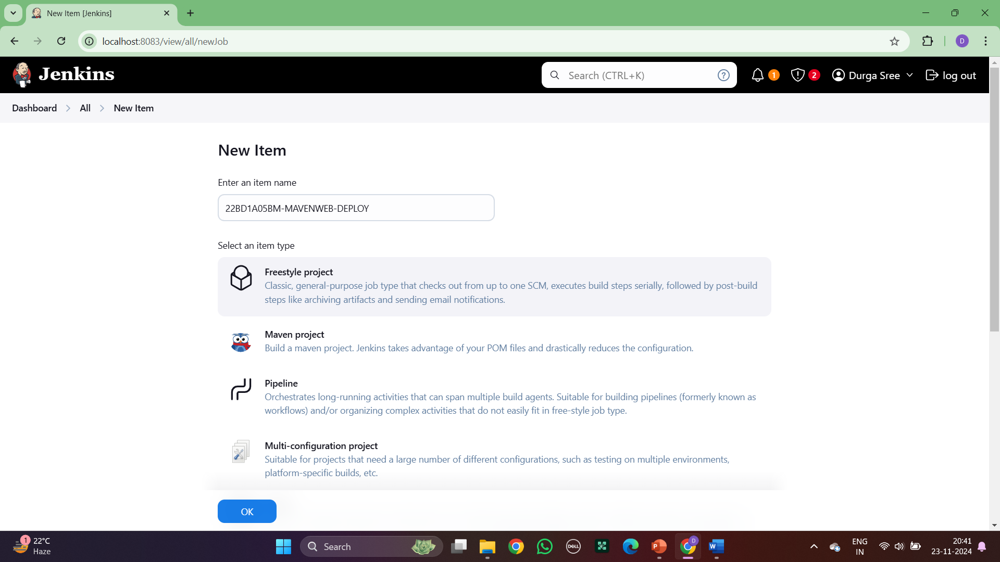 New Item [Jenkins]
localhost:8083/view/all/newJob
D
Jenkins
Search (CTRL+K)
?
1
2
Durga Sree
log out
Dashboard
All
New Item
New Item
Enter an item name
22BD1A05BM-MAVENWEB-DEPLOY
Select an item type
Freestyle project
Classic, general-purpose job type that checks out from up to one SCM, executes build steps serially, followed by post-build
steps like archiving artifacts and sending email notifications.
Maven project
Build a maven project. Jenkins takes advantage of your POM files and drastically reduces the configuration.
Pipeline
Orchestrates long-running activities that can span multiple build agents. Suitable for building pipelines (formerly known as
workflows) and/or organizing complex activities that do not easily fit in free-style job type.
Multi-configuration project
Suitable for projects that need a large number of different configurations, such as testing on multiple environments,
platform-specific builds, etc.
OK
1
22°C
Haze
Search
DELL
P
D
W
ENG
IN
20:41
23-11-2024